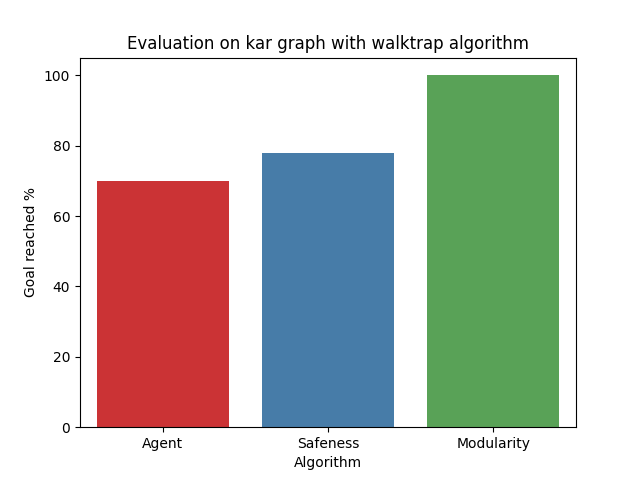 Evaluation on kar graph with walktrap algorithm
Goal reached %
100
80
60
40
20
0
Agent
Safeness
Modularity
Algorithm